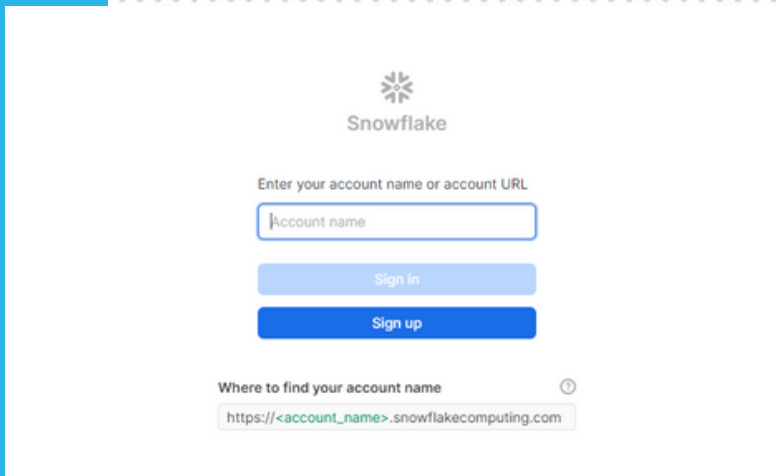 Snowflake
Enter your account name or account URL
Account name
Sign in
Sign up
Where to find your account name
https://<account_name>.snowflakecomputing.com